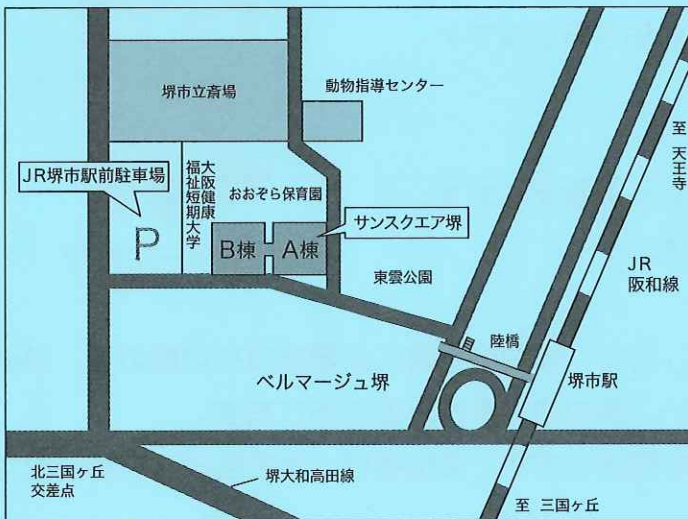 堺市立斎場
動物指導センター
至 天王寺
JR堺市駅前駐車場
大阪健康
福祉短期大学
おおぞら保育園
サンスクエア堺
P
B棟
A棟
東雲公園
JR
阪和線
陸橋
ベルマージュ堺
堺市駅
北三国ヶ丘
交差点
堺大和高田線
至 三国ヶ丘